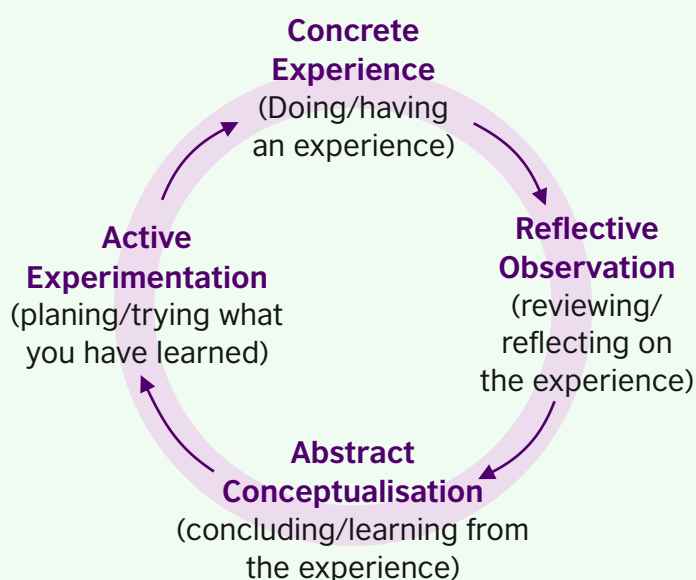 Concrete
Experience
(Doing/having
an experience)
Reflective
Observation
(reviewing/
reflecting on
the experience)
Abstract
Conceptualisation
(concluding/learning from
the experience)
Active
Experimentation
(planing/trying what
you have learned)